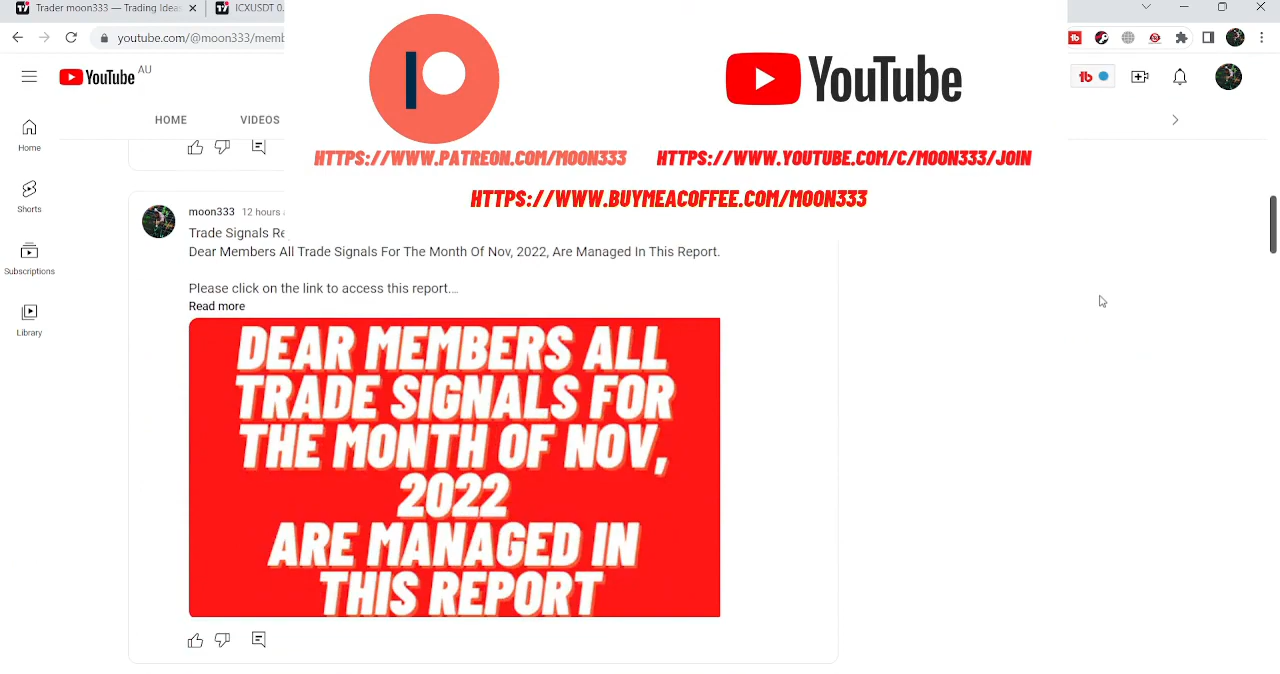 Trader moon333 — Trading Ideas
ICXUSDT 0.
youtube.com/@moon333/memb
YouTube AU
HOME
VIDEOS
YouTube
HTTPS://WWW.PATREON.COM/MOON333
HTTPS://WWW.YOUTUBE.COM/C/MOON333/JOIN
HTTPS://WWW.BUYMEACOFFEE.COM/MOON333
tb
tb
Home
Shorts
Subscriptions
Library
moon333 12 hours
Trade Signals Re
Dear Members All Trade Signals For The Month Of Nov, 2022, Are Managed In This Report.
Please click on the link to access this report....
Read more
DEAR MEMBERS ALL
TRADE SIGNALS FOR
THE MONTH OF NOV,
2022
ARE MANAGED IN
THIS REPORT